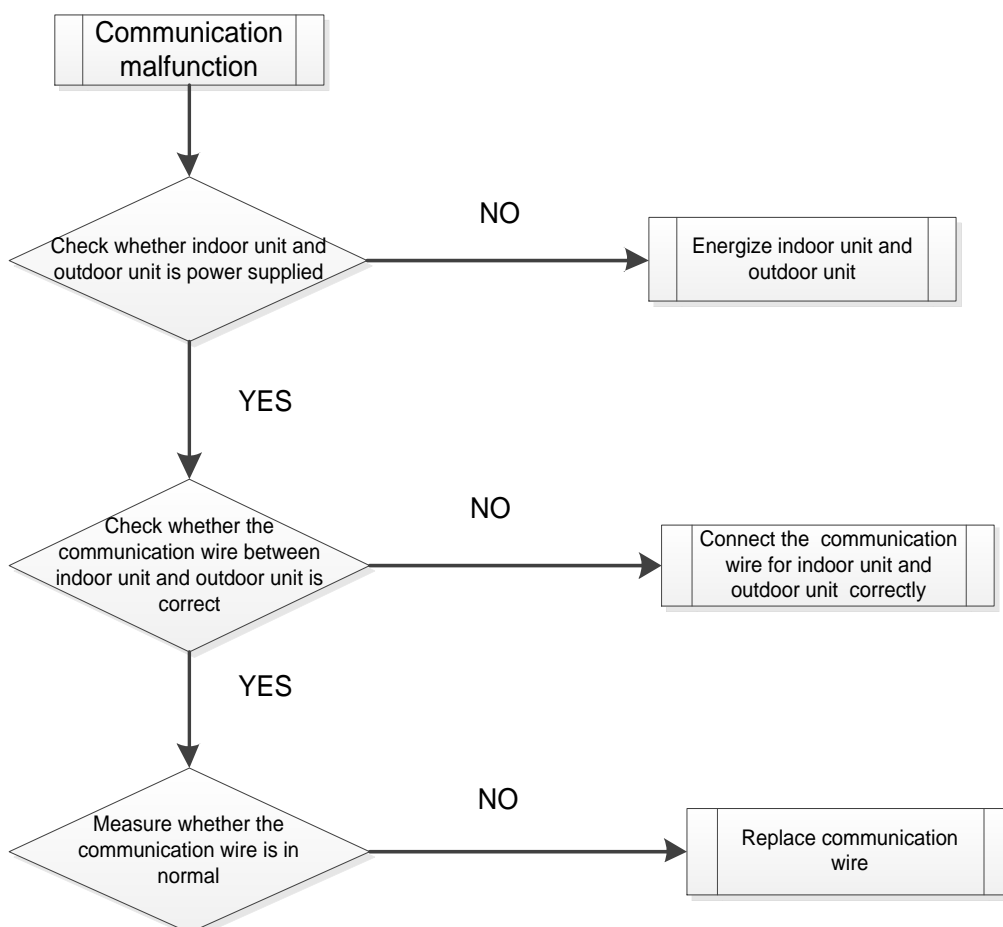 Communication
malfunction
Check whether indoor unit and
outdoor unit is power supplied
NO
Energize indoor unit and
outdoor unit
YES
Check whether the
communication wire between
indoor unit and outdoor unit is
correct
NO
Connect the communication
wire for indoor unit and
outdoor unit correctly
YES
Measure whether the
communication wire is in
normal
NO
Replace communication
wire